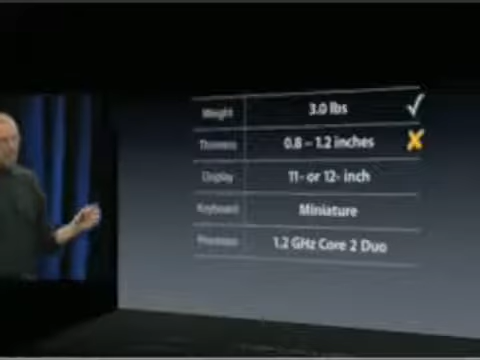 Weight 3.0 lbs
Thinness 0.8 – 1.2 inches
Display 11- or 12- inch
Keyboard Miniature
Processor 1.2 GHz Core 2 Duo